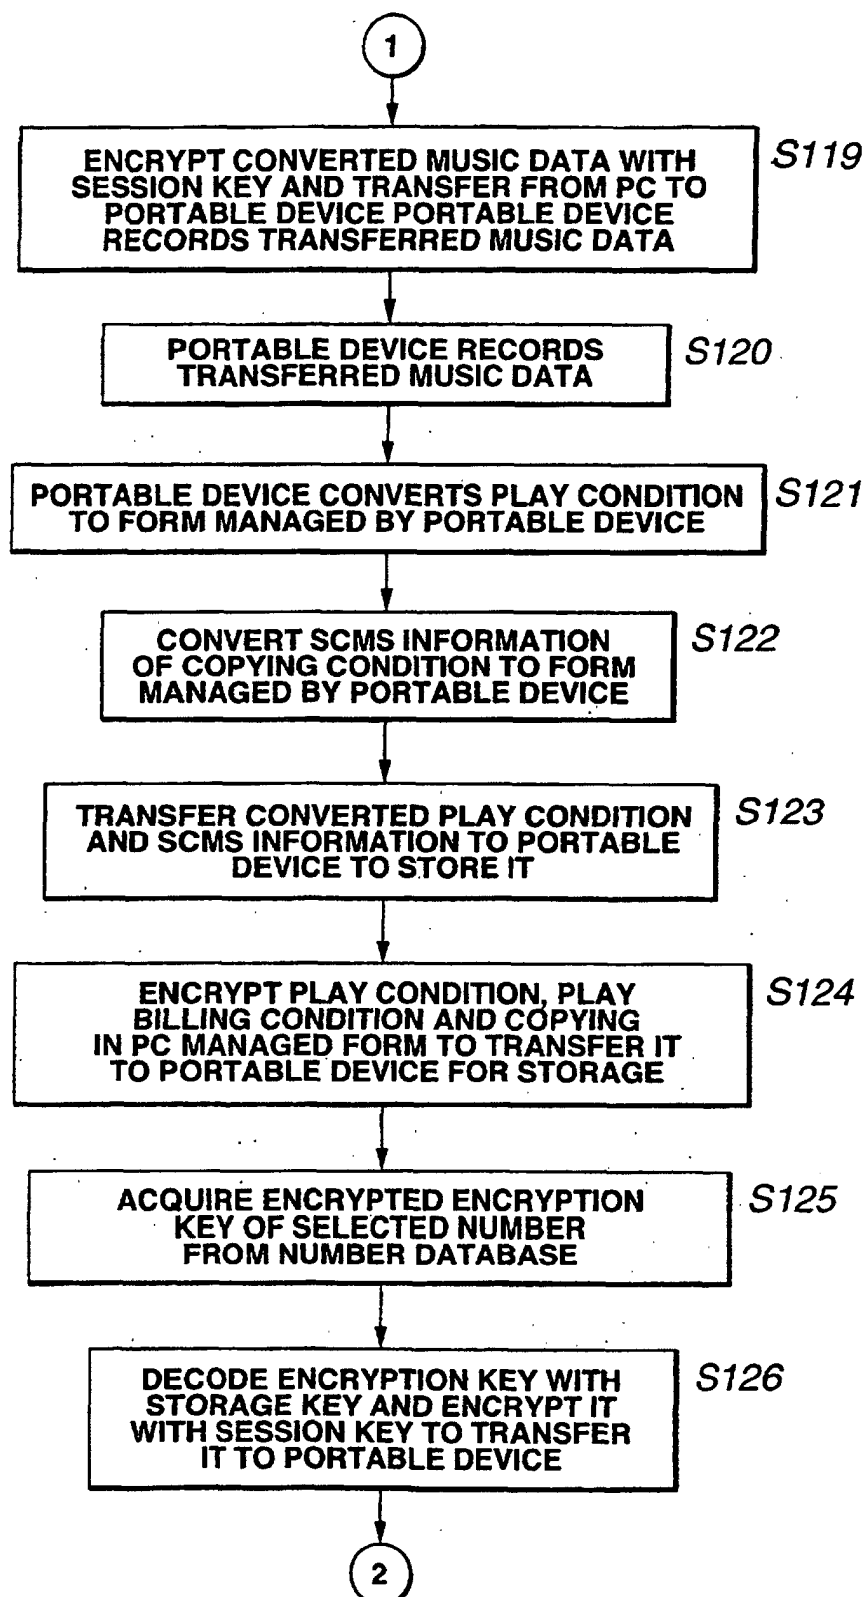 1
ENCRYPT CONVERTED MUSIC DATA WITH
SESSION KEY AND TRANSFER FROM PC TO
PORTABLE DEVICE PORTABLE DEVICE
RECORDS TRANSFERRED MUSIC DATA
S119
PORTABLE DEVICE RECORDS
TRANSFERRED MUSIC DATA
S120
PORTABLE DEVICE CONVERTS PLAY CONDITION
TO FORM MANAGED BY PORTABLE DEVICE
S121
CONVERT SCMS INFORMATION
OF COPYING CONDITION TO FORM
MANAGED BY PORTABLE DEVICE
S122
TRANSFER CONVERTED PLAY CONDITION
AND SCMS INFORMATION TO PORTABLE
DEVICE TO STORE IT
S123
ENCRYPT PLAY CONDITION, PLAY
BILLING CONDITION AND COPYING
IN PC MANAGED FORM TO TRANSFER IT
TO PORTABLE DEVICE FOR STORAGE
S124
ACQUIRE ENCRYPTED ENCRYPTION
KEY OF SELECTED NUMBER
FROM NUMBER DATABASE
S125
DECODE ENCRYPTION KEY WITH
STORAGE KEY AND ENCRYPT IT
WITH SESSION KEY TO TRANSFER
IT TO PORTABLE DEVICE
S126
2